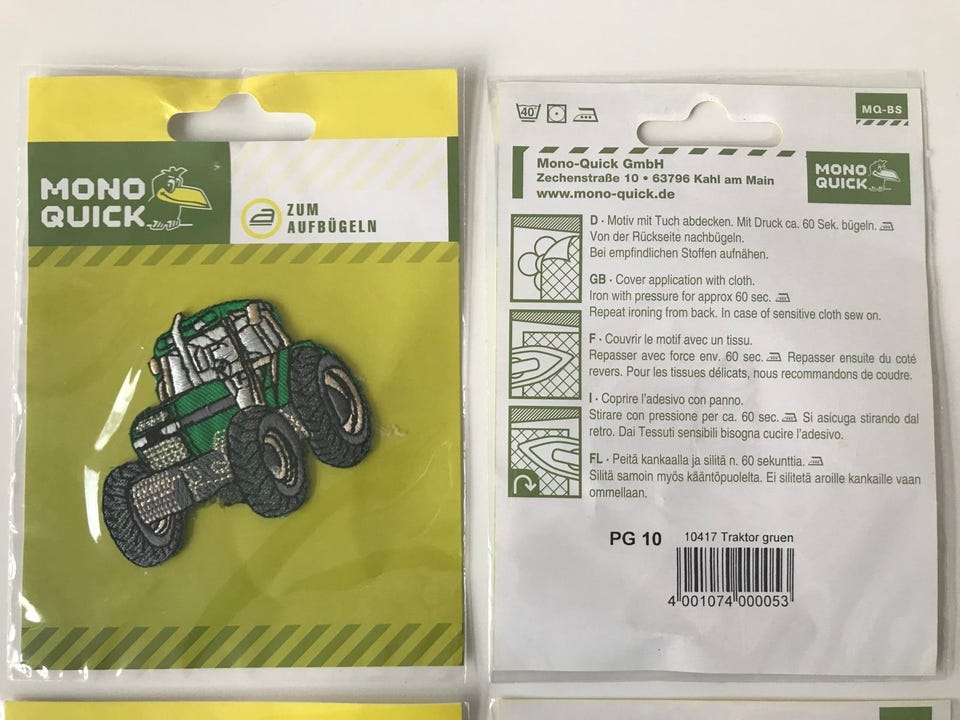 MONO
QUICK
ZUM
AUFBÜGELN
40
MQ-BS
Mono-Quick GmbH
Zechenstraße 10 • 63796 Kahl am Main
www.mono-quick.de
MONO
QUICK
D · Motiv mit Tuch abdecken. Mit Druck ca. 60 Sek. bügeln.
Von der Rückseite nachbügeln.
Bei empfindlichen Stoffen aufnähen.
GB · Cover application with cloth.
Iron with pressure for approx 60 sec.
Repeat ironing from back. In case of sensitive cloth sew on.
F · Couvrir le motif avec un tissu.
Repasser avec force env. 60 sec. Repasser ensuite du coté
revers. Pour les tissues délicats, nous recommandons de coudre.
I · Coprire l'adesivo con panno.
Stirare con pressione per ca. 60 sec. Si asicuga stirando dal
retro. Dai Tessuti sensibili bisogna cucire l'adesivo.
FL · Peitä kankaalla ja silitä n. 60 sekunttia.
Silitä samoin myös kääntöpuolelta. Ei silitetä aroille kankaille vaan
ommellaan.
PG 10 10417 Traktor gruen
4 001074 000053